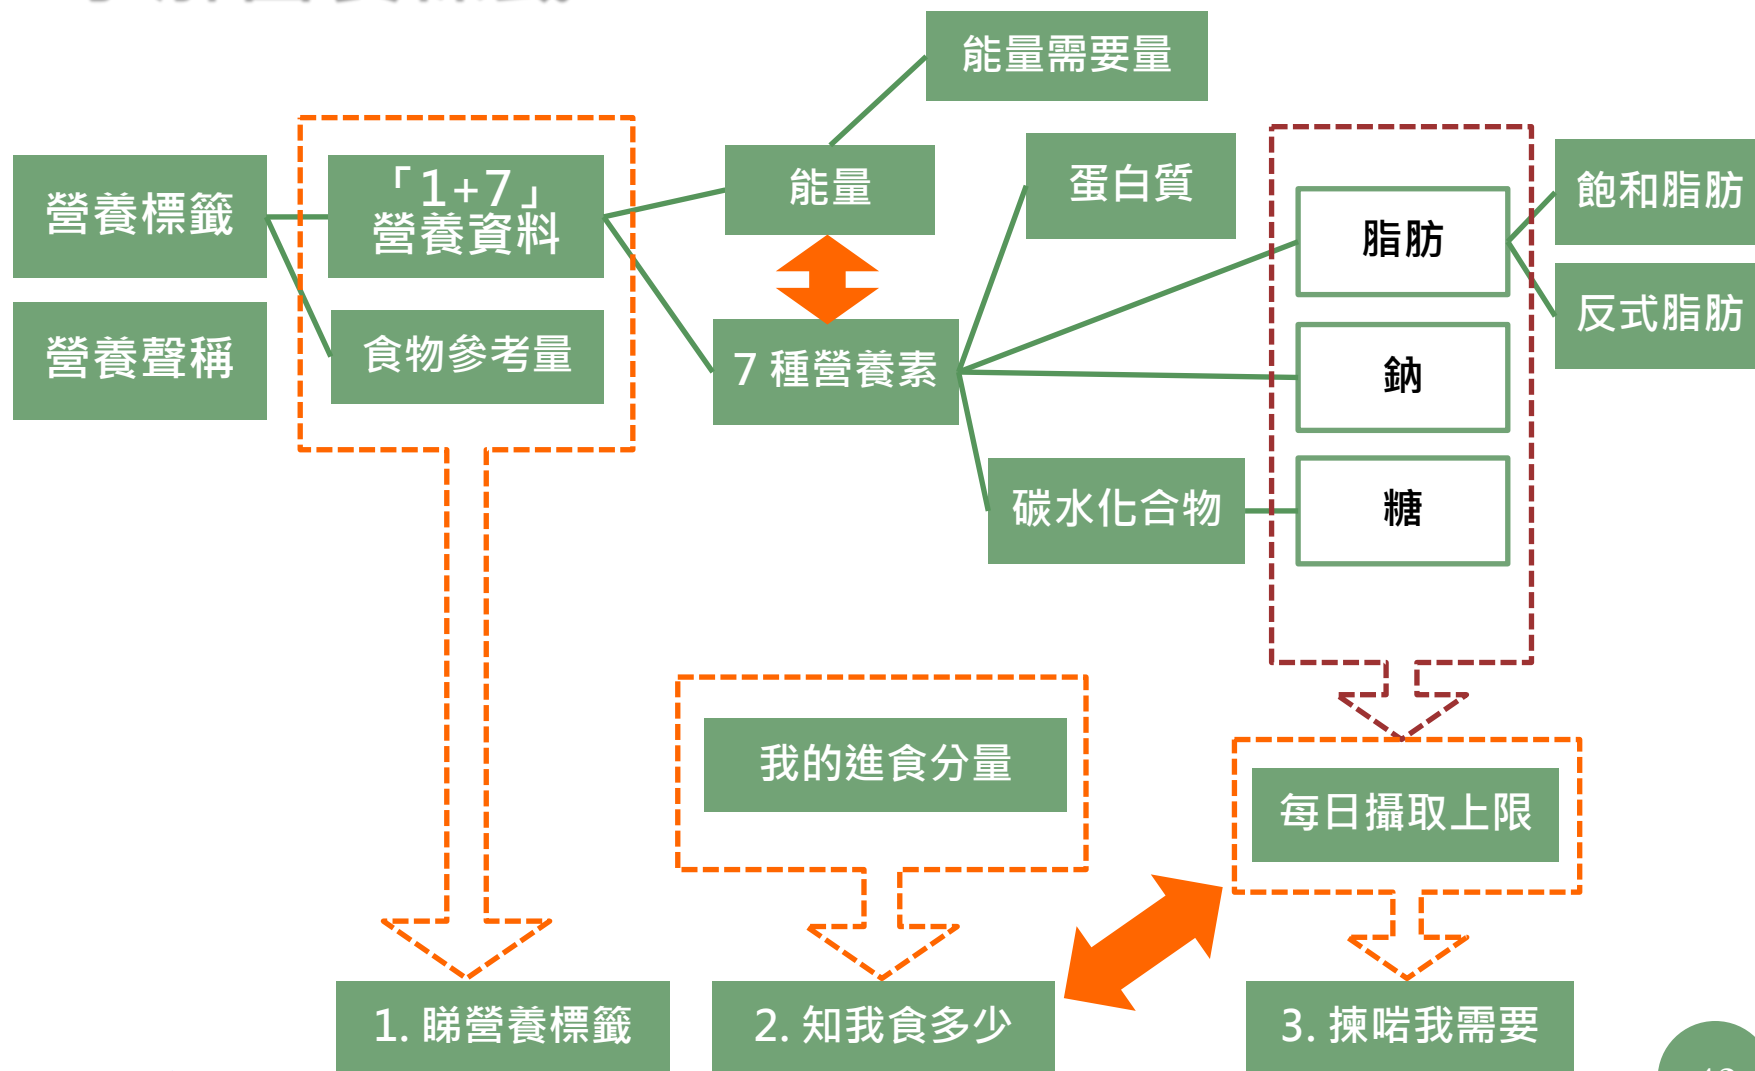 能量需要量
營養標籤
「1+7」
營養資料
能量
蛋白質
脂肪
飽和脂肪
反式脂肪
營養聲稱
食物參考量
7 種營養素
鈉
碳水化合物
糖
我的進食分量
每日攝取上限
1. 睇營養標籤
2. 知我食多少
3. 揀啱我需要